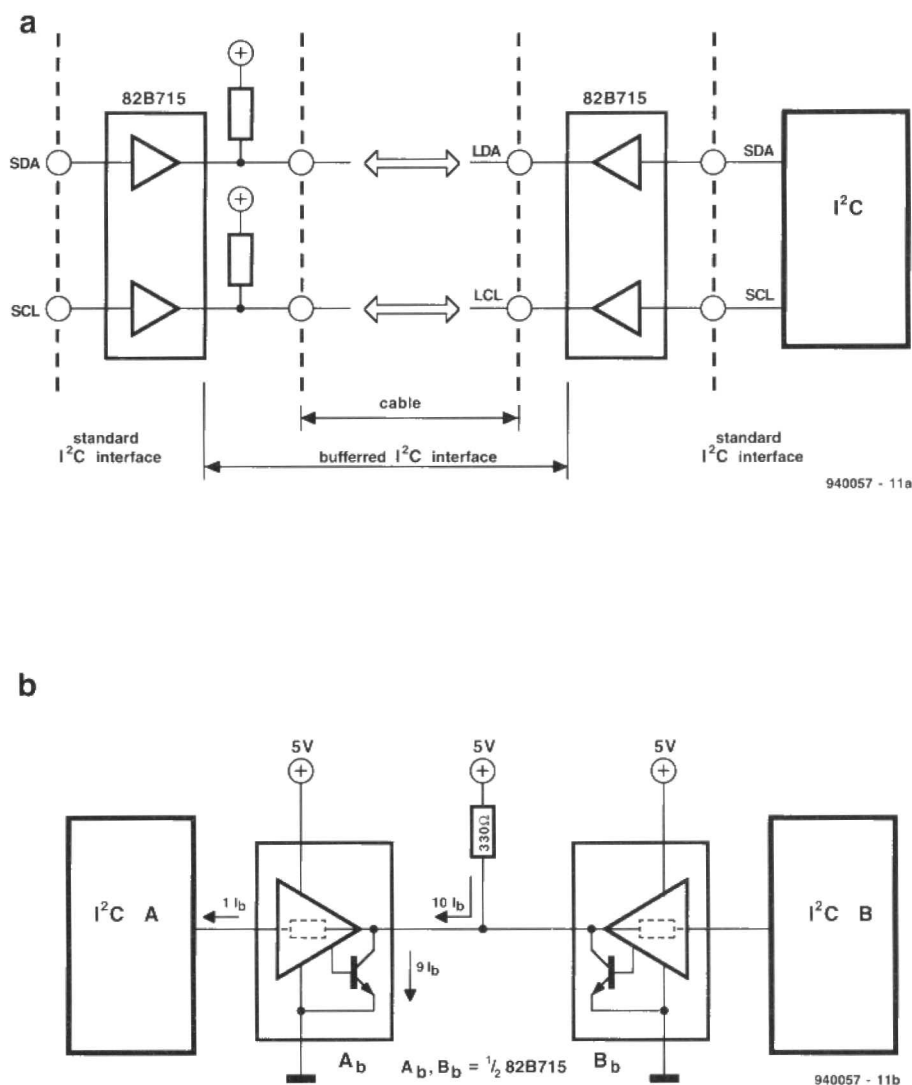 a
82B715
82B715
SDA
LDA
SDA
I²C
SCL
LCL
SCL
cable
standard
I²C interface
bufferred I²C interface
standard
I²C interface
940057 - 11a
b
5V
5V
5V
330Ω
I²C A
1 Ib
10 Ib
I²C B
9 Ib
Ab
Ab, Bb = 1/2 82B715
Bb
940057 - 11b